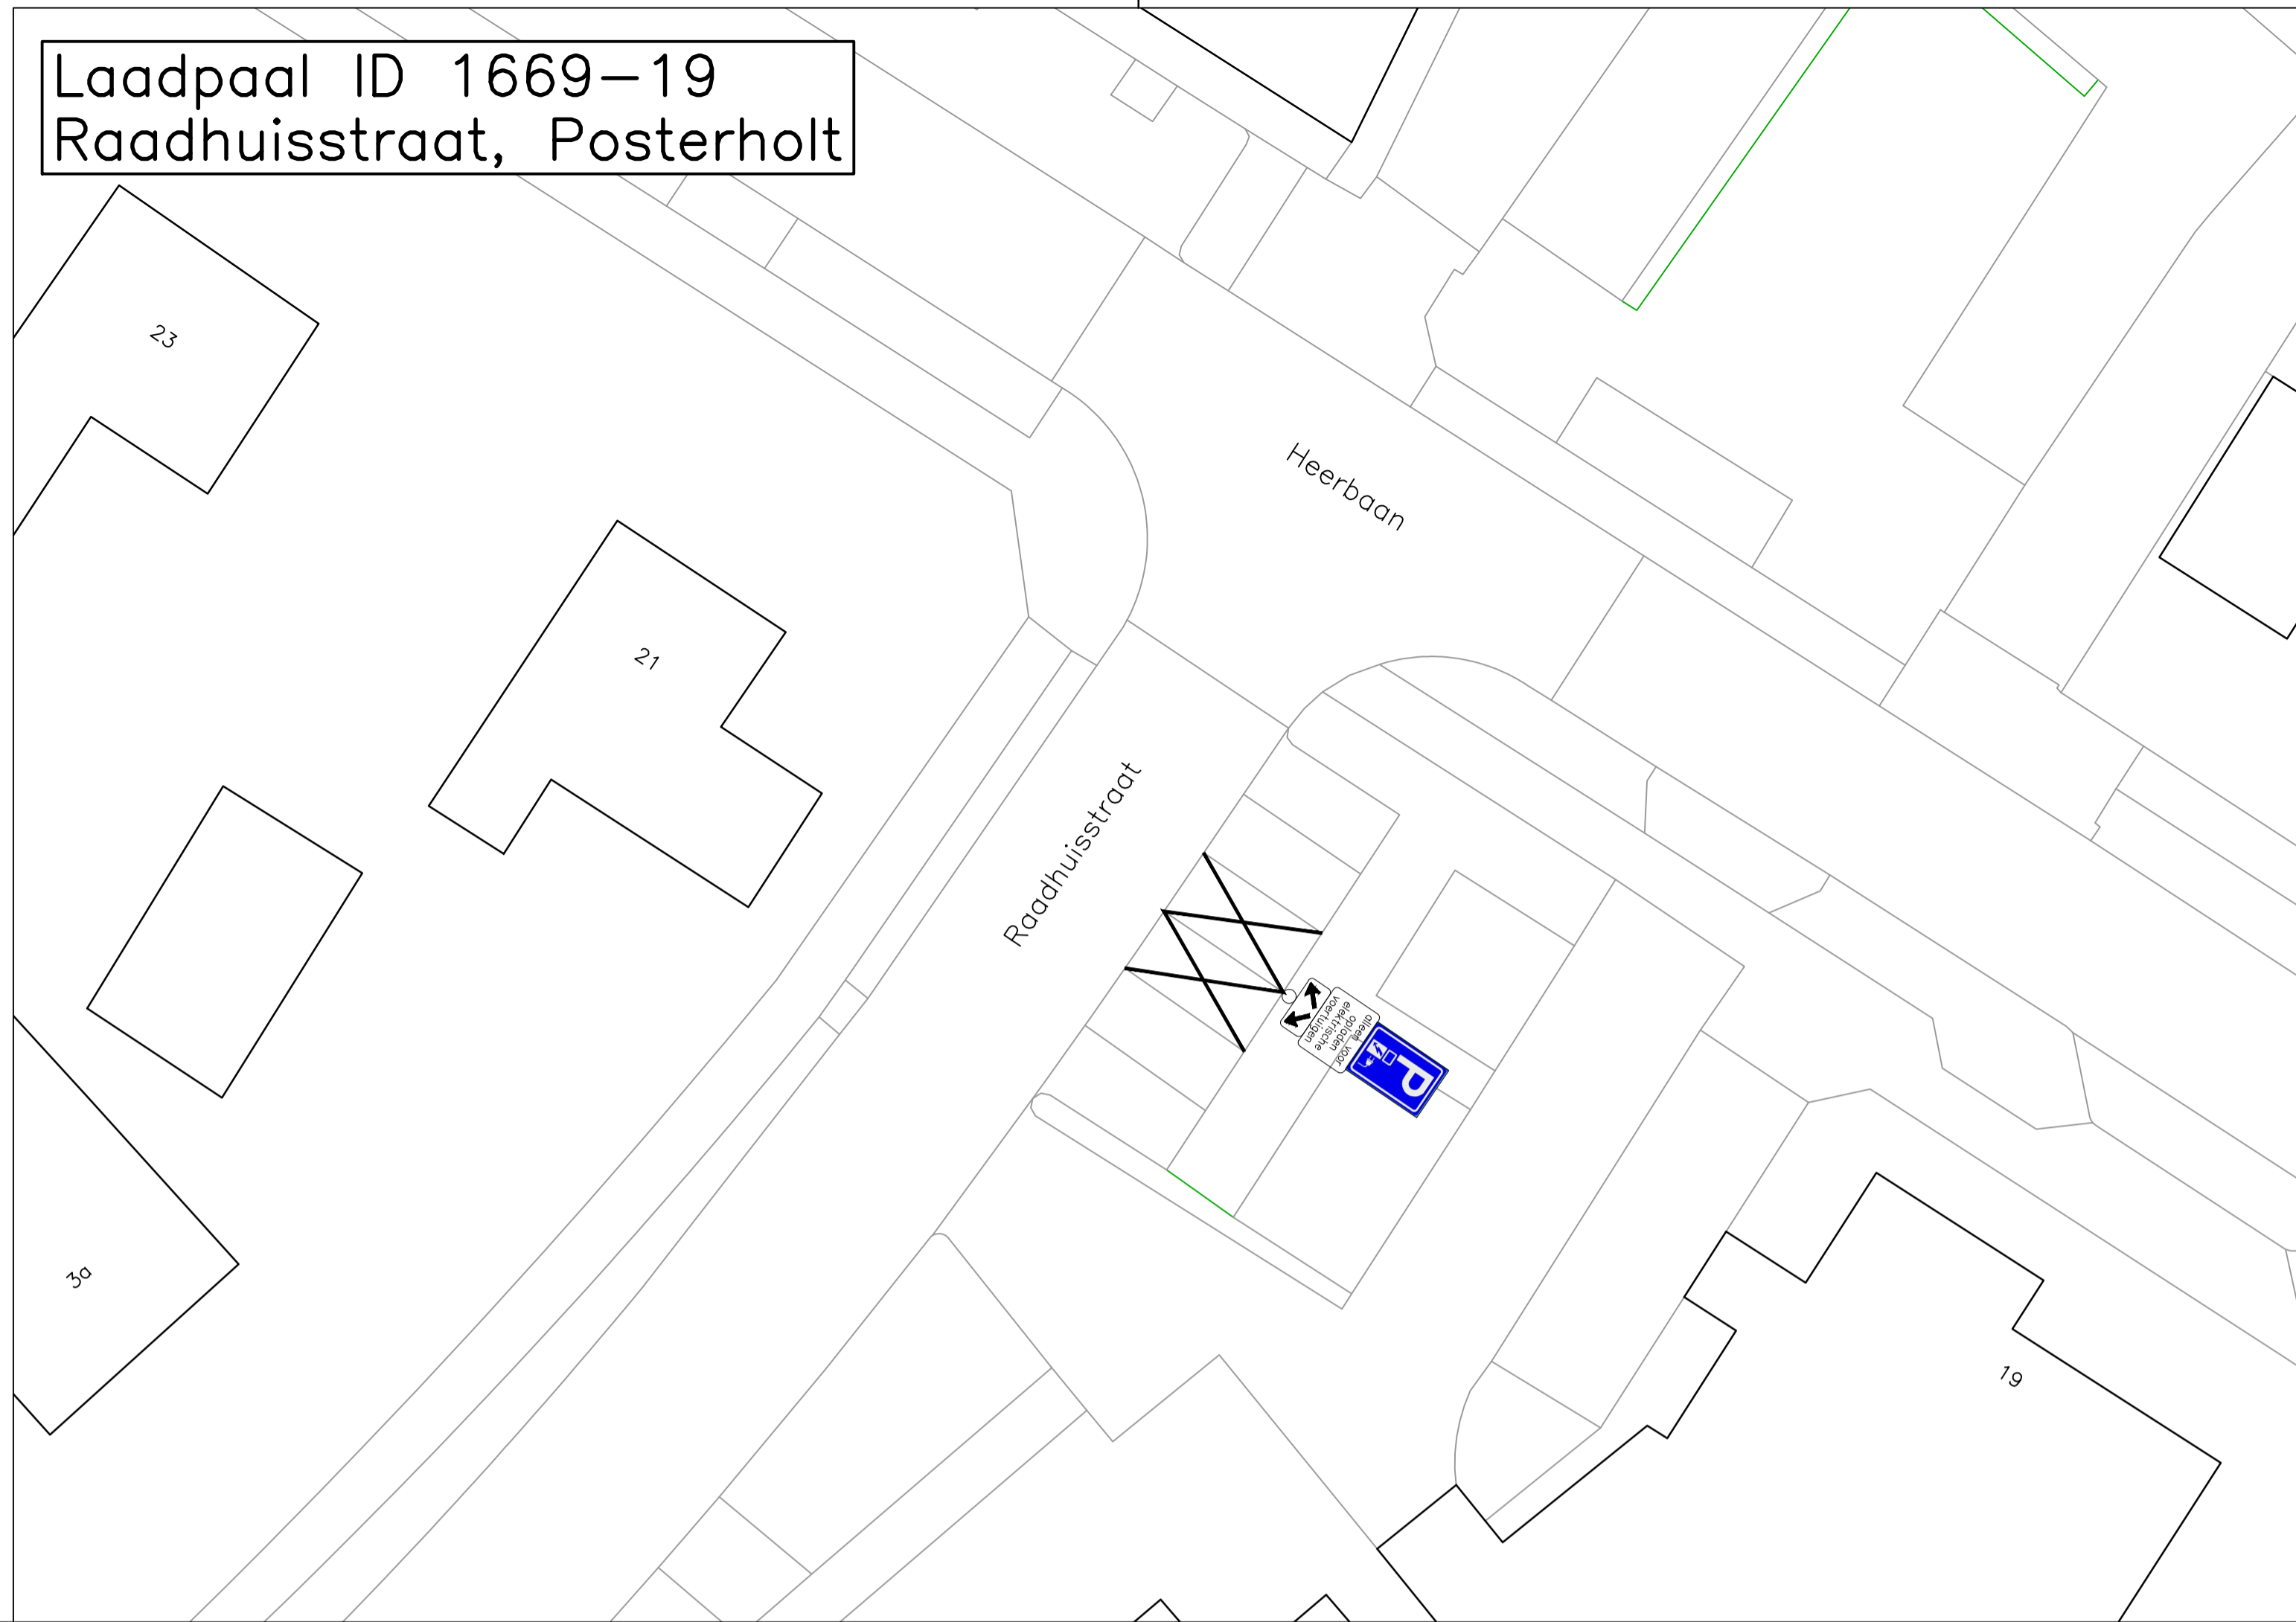 Laadpaal ID 1669-19
Raadhuisstraat, Posterholt
23
Heerbaan
21
Raadhuisstraat
alleen voor
opladen
elektrische
voertuigen
P
3a
19